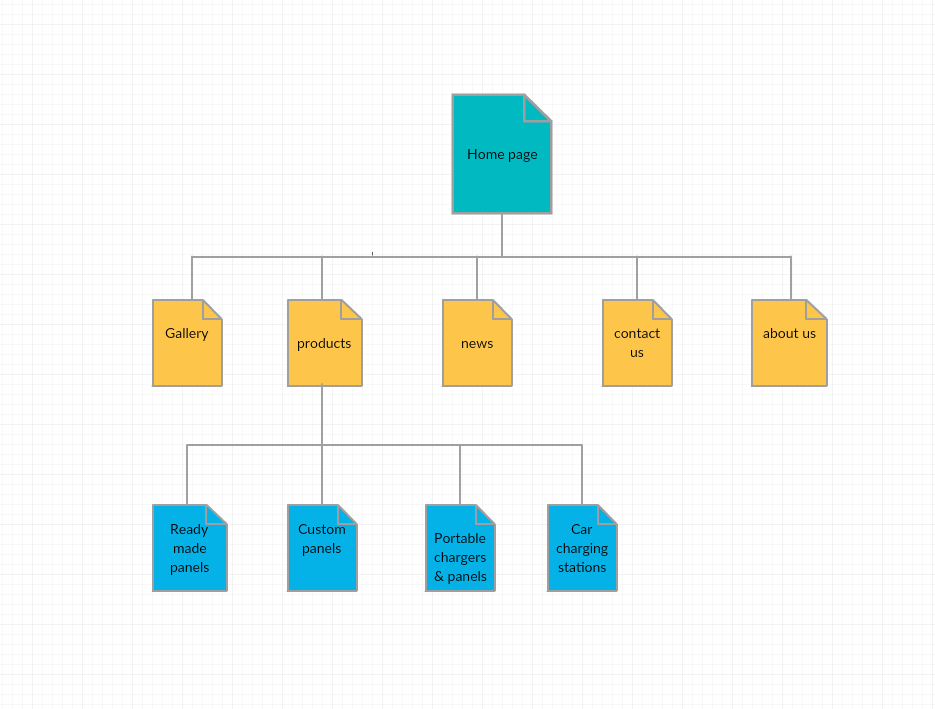 Home page
Gallery
products
news
contact
us
about us
Ready
made
panels
Custom
panels
Portable
chargers
& panels
Car
charging
stations